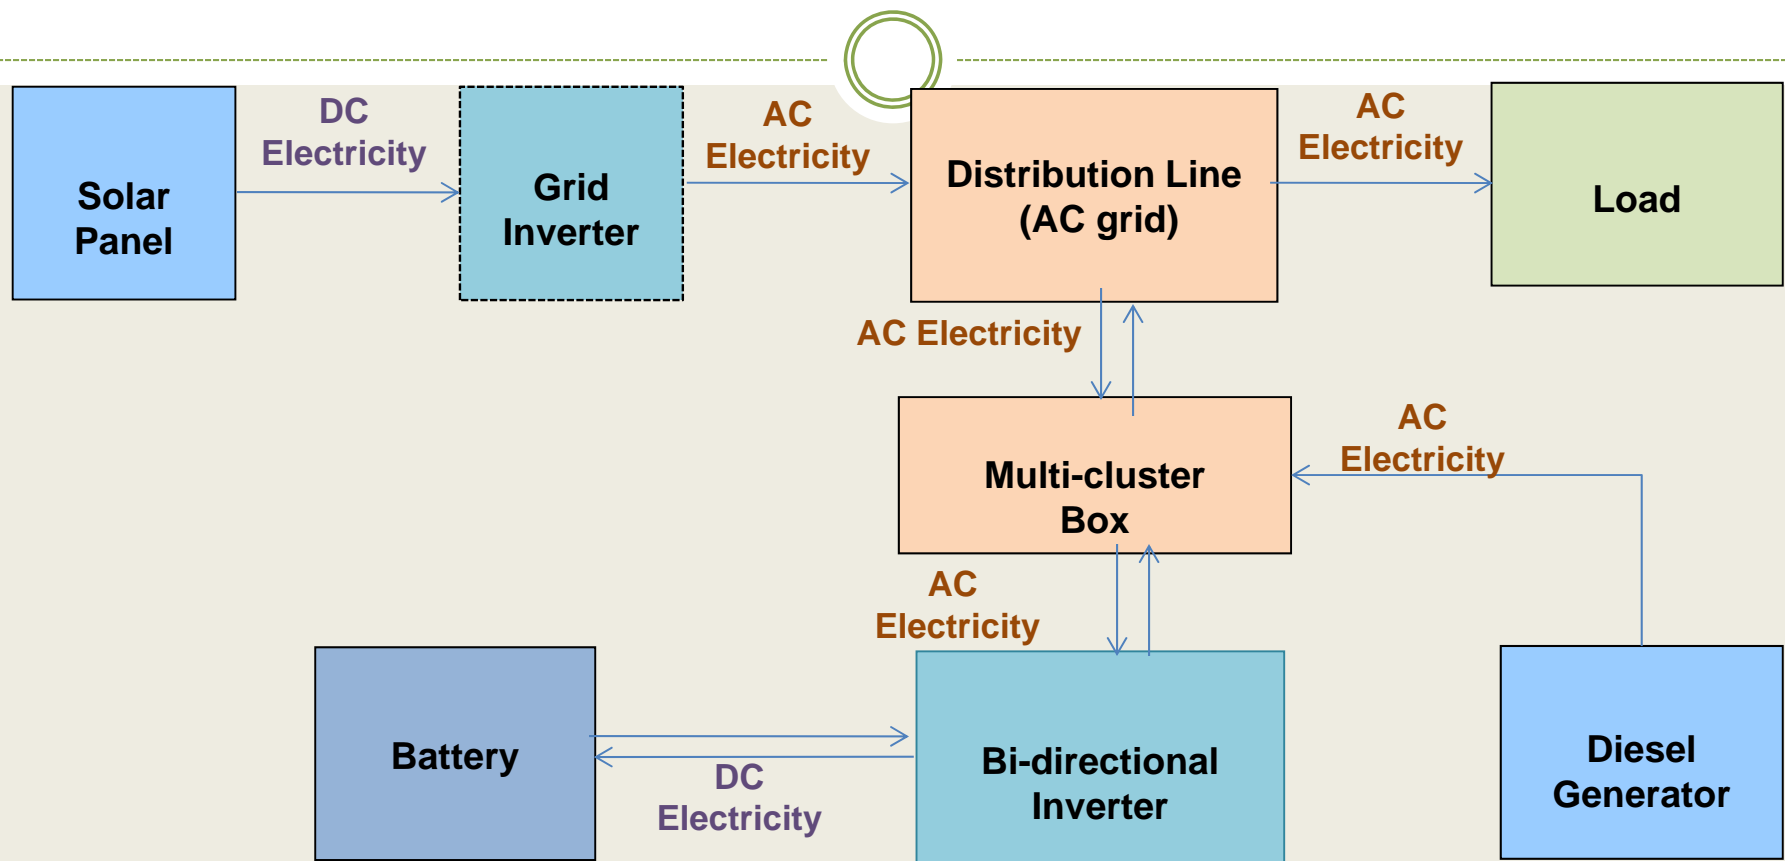 DC
Electricity
AC
Electricity
AC
Electricity
Solar
Panel
Grid
Inverter
Distribution Line
(AC grid)
Load
AC Electricity
Multi-cluster
Box
AC
Electricity
AC
Electricity
Battery
DC
Electricity
Bi-directional
Inverter
Diesel
Generator